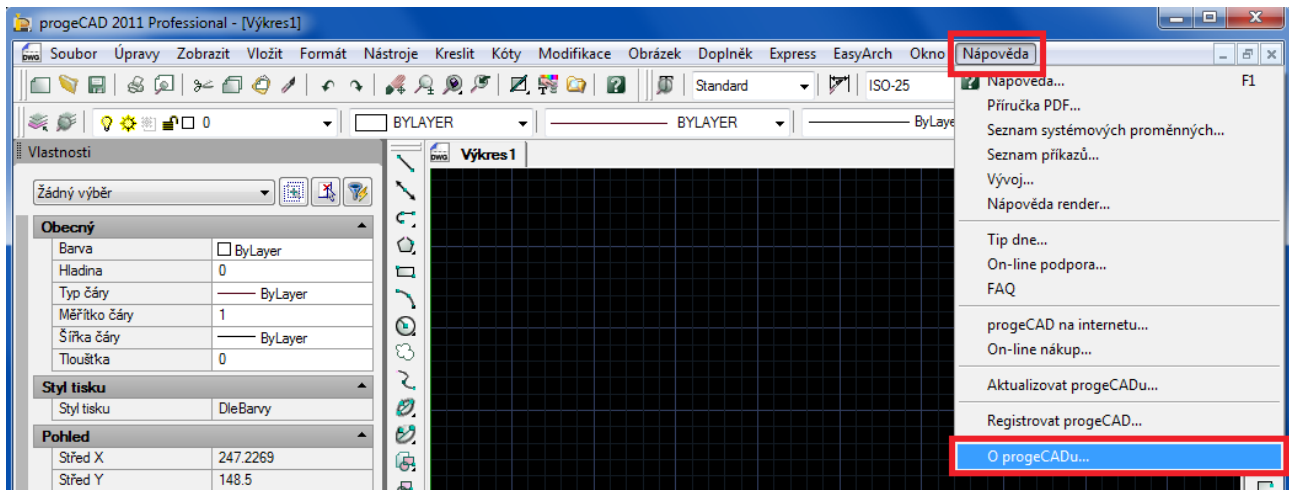 progeCAD 2011 Professional - [Výkres1]
Soubor Úpravy Zobrazit Vložit Formát Nástroje Kreslit Kóty Modifikace Obrázek Doplněk Express EasyArch Okno Nápověda
Standard ISO-25
0 BYLAYER BYLAYER ByLaye
Vlastnosti
DWG Výkres1
Žádný výběr
Obecný
Barva ByLayer
Hladina 0
Typ čáry ByLayer
Měřítko čáry 1
Šířka čáry ByLayer
Tloušťka 0
Styl tisku
Styl tisku DleBarvy
Pohled
Střed X 247.2269
Střed Y 148.5
Nápověda... F1
Příručka PDF...
Seznam systémových proměnných...
Seznam příkazů...
Vývoj...
Nápověda render...
Tip dne...
On-line podpora...
FAQ
progeCAD na internetu...
On-line nákup...
Aktualizovat progeCADu...
Registrovat progeCAD...
O progeCADu...